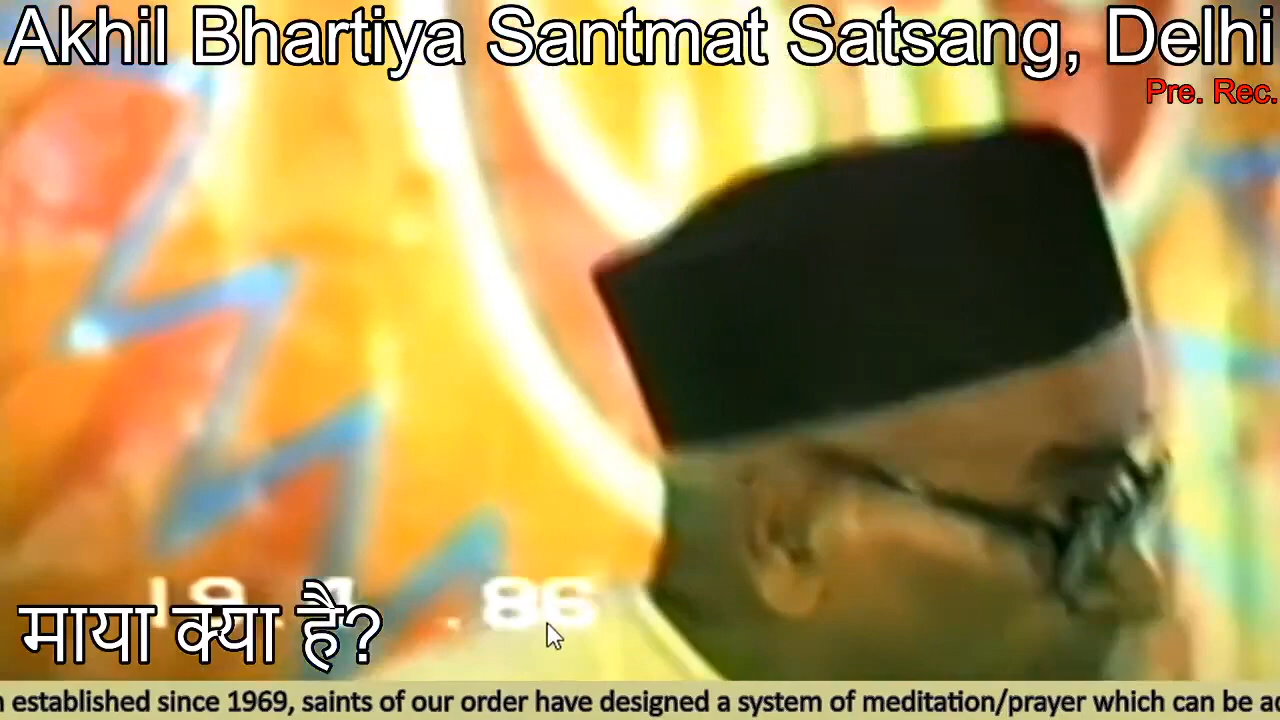 Akhil Bhartiya Santmat Satsang, Delhi
Pre. Rec.
86
माया क्या है?
established since 1969, saints of our order have designed a system of meditation/prayer which can be